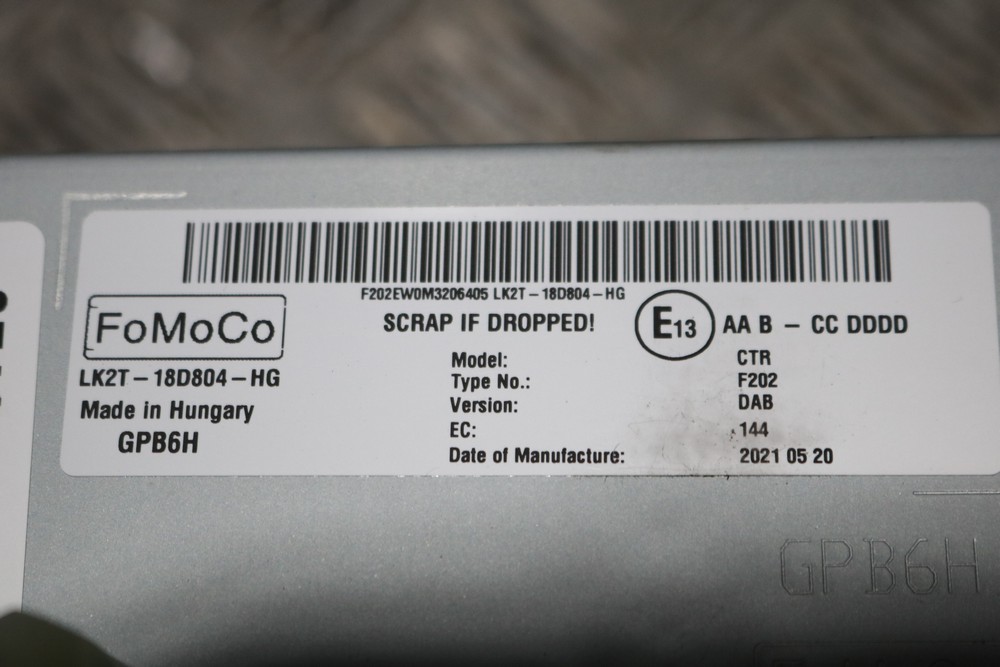 F202EW0M3206405 LK2T-18D804-HG
FoMoCo
SCRAP IF DROPPED!
E13
AA B - CC DDDD
LK2T-18D804-HG
Made in Hungary
GPB6H
Model: CTR
Type No.: F202
Version: DAB
EC: 144
Date of Manufacture: 2021 05 20
GPB6H